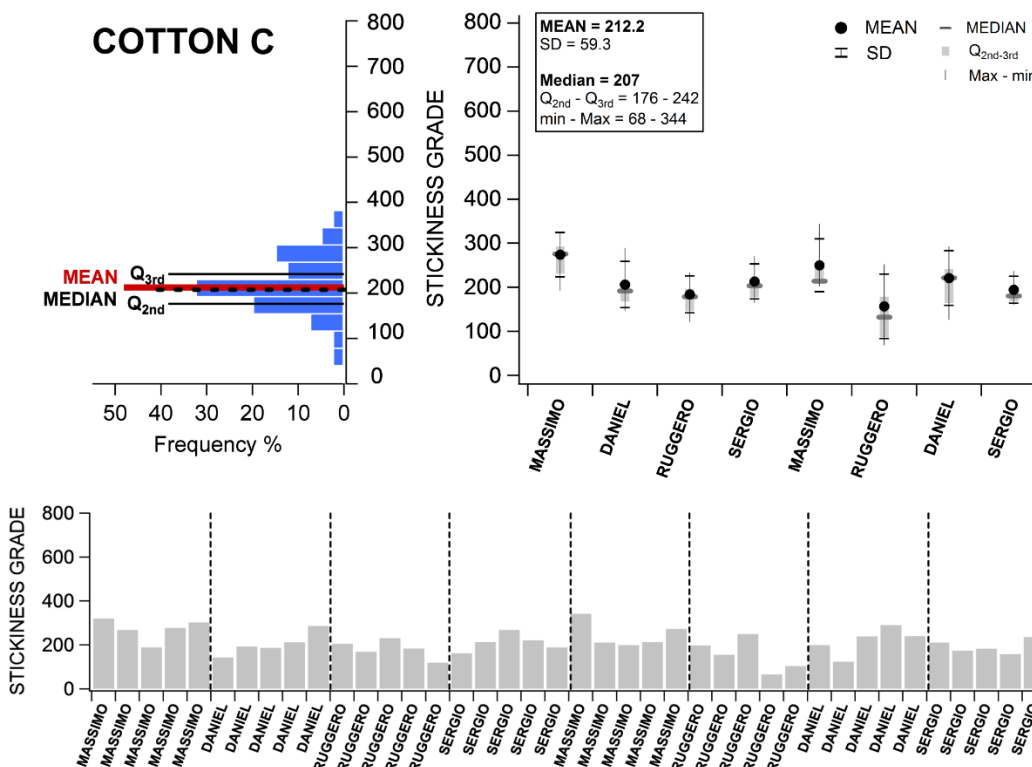 COTTON C
800
700
600
500
400
300
200
100
0
MEAN
MEDIAN
Q3rd
Q2nd
50 40 30 20 10 0
Frequency %
STICKINESS GRADE
800
700
600
500
400
300
200
100
0
MEAN = 212.2
SD = 59.3
Median = 207
Q2nd - Q3rd = 176 - 242
min - Max = 68 - 344
MEAN
SD
MEDIAN
Q2nd-3rd
Max - min
MASSIMO
DANIEL
RUGGERO
SERGIO
MASSIMO
RUGGERO
DANIEL
SERGIO
STICKINESS GRADE
800
600
400
200
0
MASSIMO
MASSIMO
MASSIMO
MASSIMO
MASSIMO
DANIEL
DANIEL
DANIEL
DANIEL
DANIEL
RUGGERO
RUGGERO
RUGGERO
RUGGERO
RUGGERO
SERGIO
SERGIO
SERGIO
SERGIO
SERGIO
MASSIMO
MASSIMO
MASSIMO
MASSIMO
MASSIMO
RUGGERO
RUGGERO
RUGGERO
RUGGERO
RUGGERO
DANIEL
DANIEL
DANIEL
DANIEL
DANIEL
SERGIO
SERGIO
SERGIO
SERGIO
SERGIO